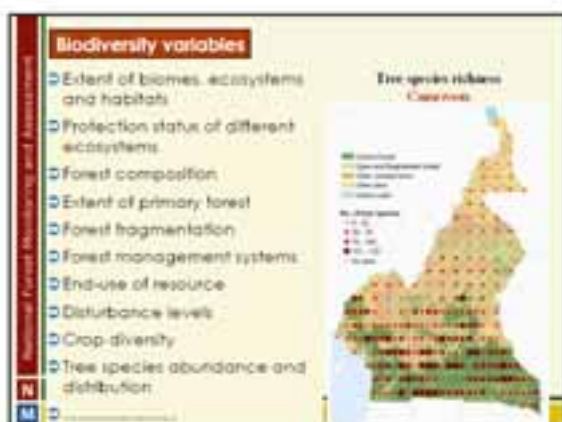 National Forest Monitoring and Assessment
Biodiversity variables
Extent of biomes, ecosystems
and habitats
Protection status of different
ecosystems
Forest composition
Extent of primary forest
Forest fragmentation
Forest management systems
End-use of resource
Disturbance levels
Crop diversity
Tree species abundance and
distribution
Tree species richness
Cameroon
N
M